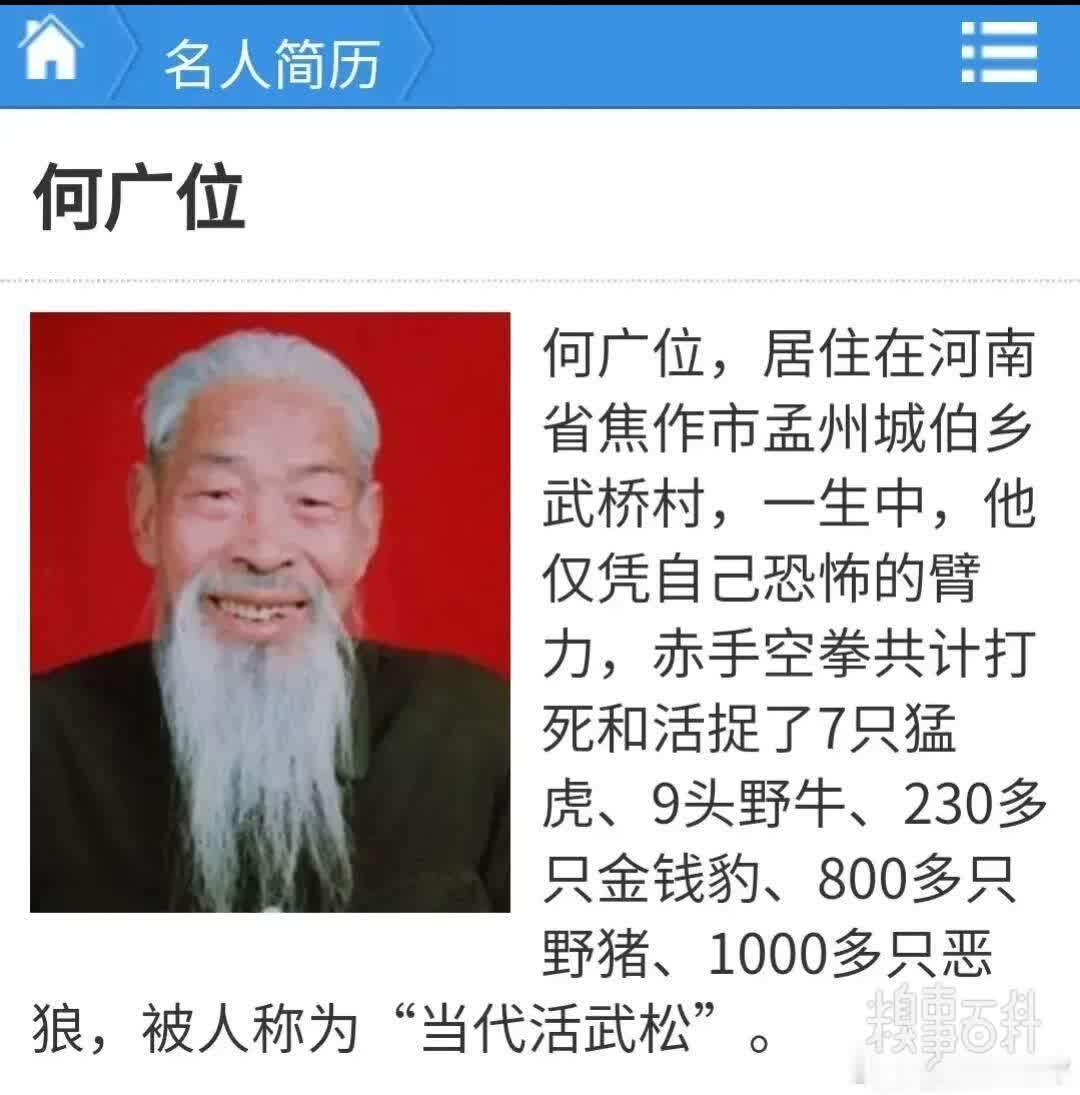 名人简历
何广位
何广位，居住在河南
省焦作市孟州城伯乡
武桥村，一生中，他
仅凭自己恐怖的臂
力，赤手空拳共计打
死和活捉了7只猛
虎、9头野牛、230多
只金钱豹、800多只
野猪、1000多只恶
狼，被人称为“当代活武松”。
糗事百科